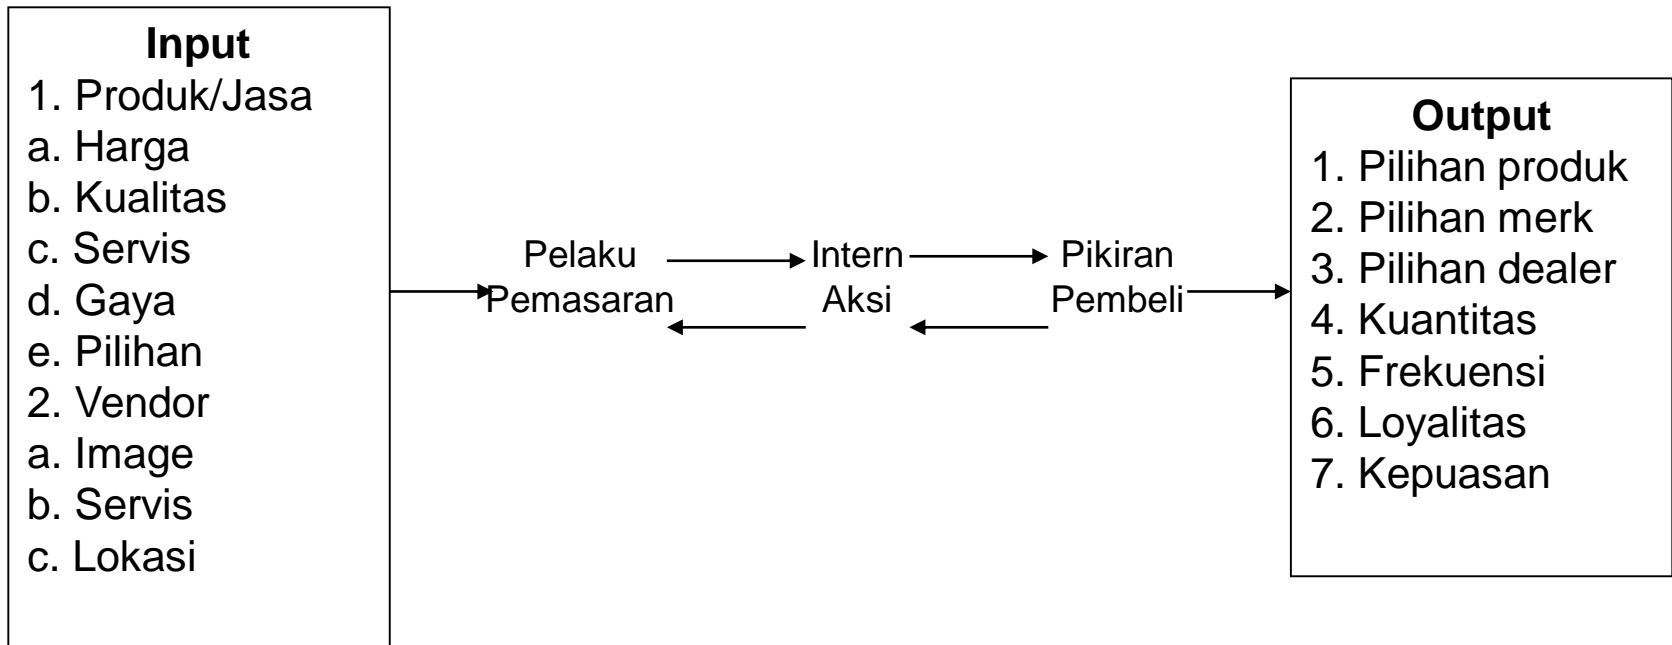 Input
1. Produk/Jasa
a. Harga
b. Kualitas
c. Servis
d. Gaya
e. Pilihan
2. Vendor
a. Image
b. Servis
c. Lokasi
Pelaku
Pemasaran
Intern
Aksi
Pikiran
Pembeli
Output
1. Pilihan produk
2. Pilihan merk
3. Pilihan dealer
4. Kuantitas
5. Frekuensi
6. Loyalitas
7. Kepuasan